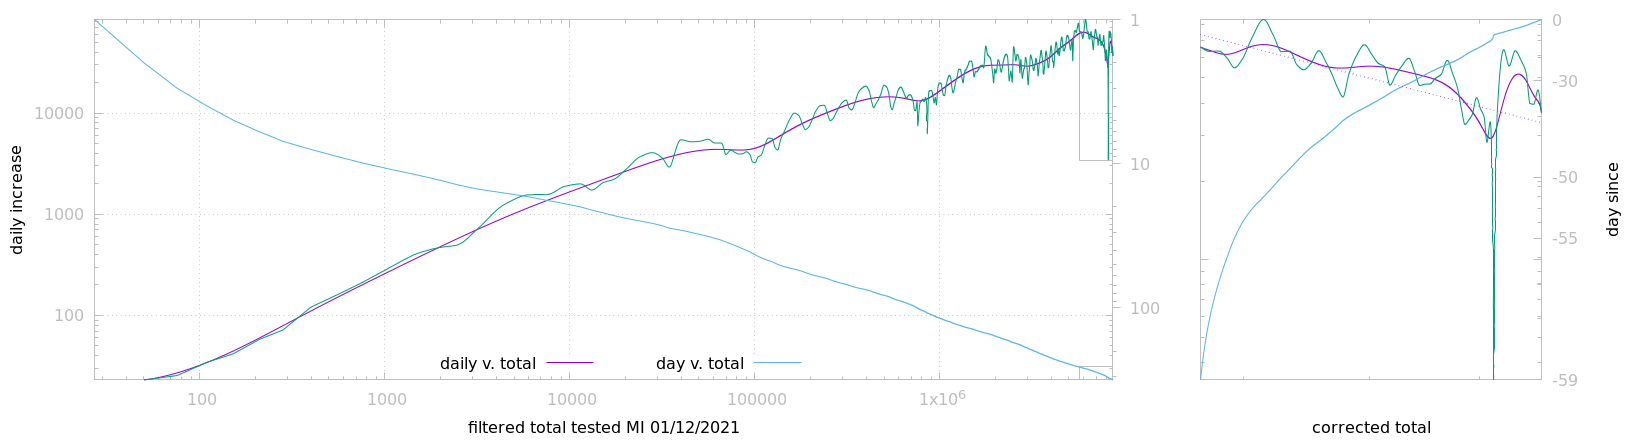 daily increase
10000
1000
100
1
10
100
daily v. total
day v. total
100
1000
10000
100000
1x10⁶
filtered total tested MI 01/12/2021
0
-30
-50
-55
-59
day since
corrected total